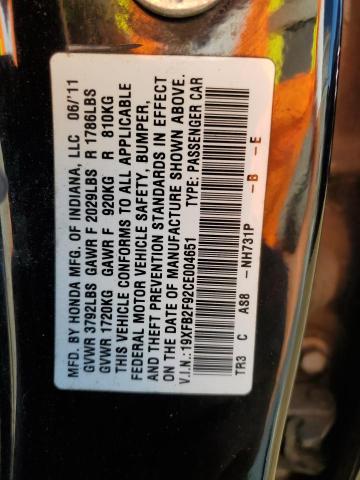 MFD. BY HONDA MFG. OF INDIANA, LLC 06/'11
GVWR 3792LBS GAWR F 2029LBS R 1786LBS
GVWR 1720KG GAWR F 920KG R 810KG
THIS VEHICLE CONFORMS TO ALL APPLICABLE
FEDERAL MOTOR VEHICLE SAFETY, BUMPER,
AND THEFT PREVENTION STANDARDS IN EFFECT
ON THE DATE OF MANUFACTURE SHOWN ABOVE.
V.I.N.:19XFB2F92CE004651 TYPE: PASSENGER CAR
TR3 C AS8 -NH731P -B -E